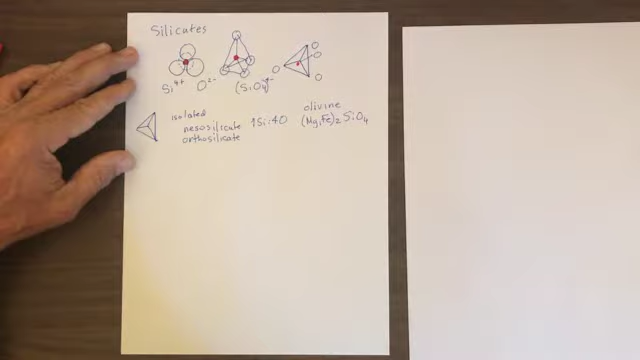 Silicates
Si⁴⁺ O²⁻ (SiO₄)⁴⁻
isolated
nesosilicate
orthosilicate
1Si:4O
olivine
(Mg,Fe)₂SiO₄